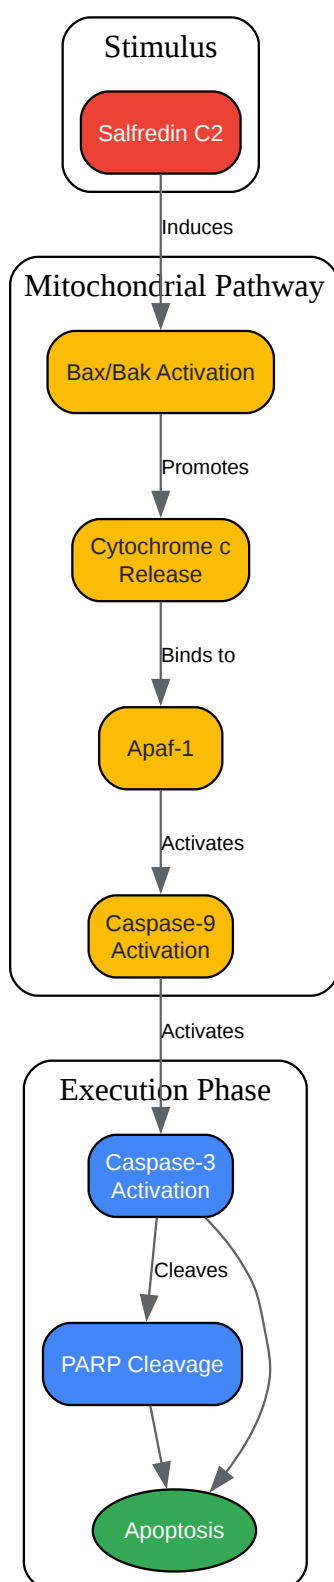 Stimulus
Salfredin C2
Induces
Mitochondrial Pathway
Bax/Bak Activation
Promotes
Cytochrome c
Release
Binds to
Apaf-1
Activates
Caspase-9
Activation
Activates
Execution Phase
Caspase-3
Activation
Cleaves
PARP Cleavage
Apoptosis